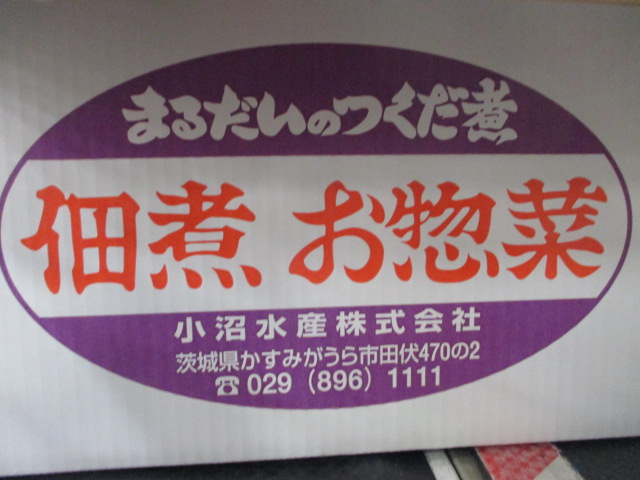 まるだいのつくだ煮
佃煮 お惣菜
小沼水産株式会社
茨城県かすみがうら市田伏470の2
☎029（896）1111